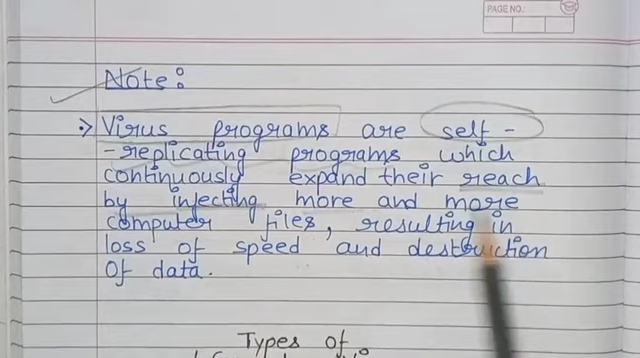 PAGE NO.:
Note:
Virus programs are self-
-replicating programs which
continuously expand their reach
by injecting more and more
computer files, resulting in
loss of speed and destruction
Of data.
Types of